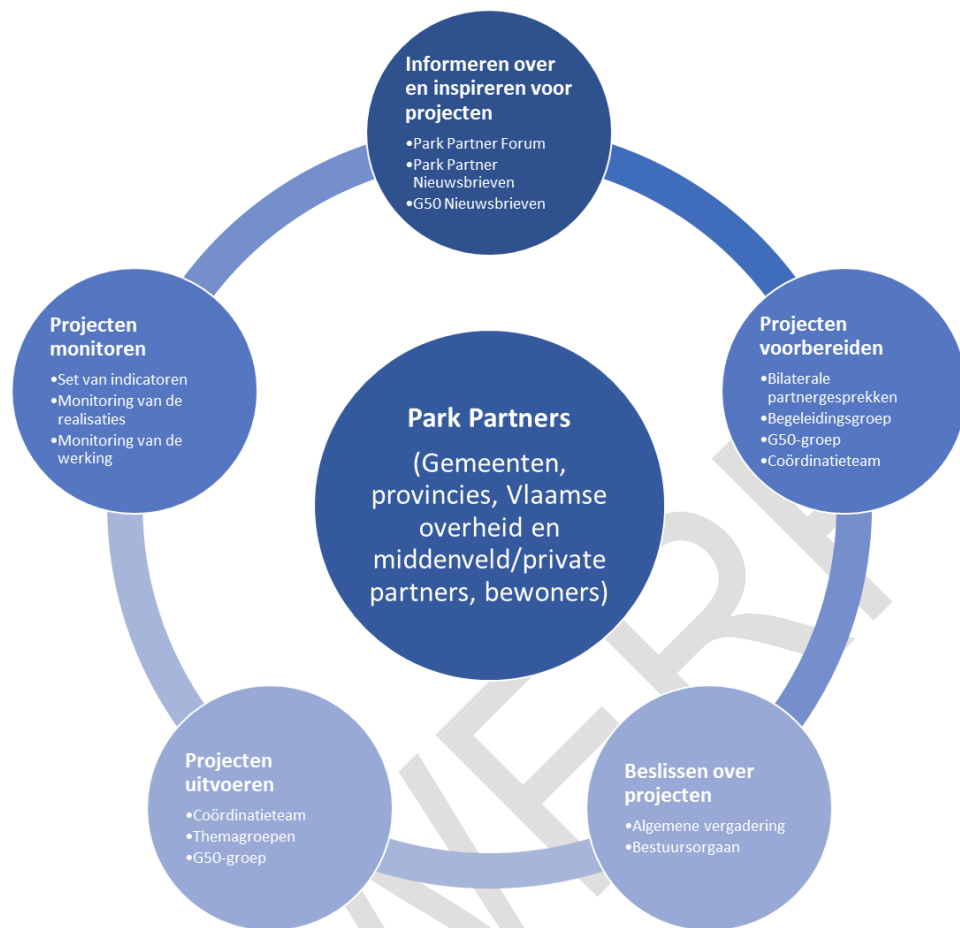 Informeren over
en inspireren voor
projecten
•Park Partner Forum
•Park Partner
Nieuwsbrieven
•G50 Nieuwsbrieven
Projecten
voorbereiden
•Bilaterale
partnergesprekken
•Begeleidingsgroep
•G50-groep
•Coördinatieteam
Beslissen over
projecten
•Algemene vergadering
•Bestuursorgaan
Projecten
uitvoeren
•Coördinatieteam
•Themagroepen
•G50-groep
Projecten
monitoren
•Set van indicatoren
•Monitoring van de
realisaties
•Monitoring van de
werking
Park Partners
(Gemeenten,
provincies, Vlaamse
overheid en
middenveld/private
partners, bewoners)